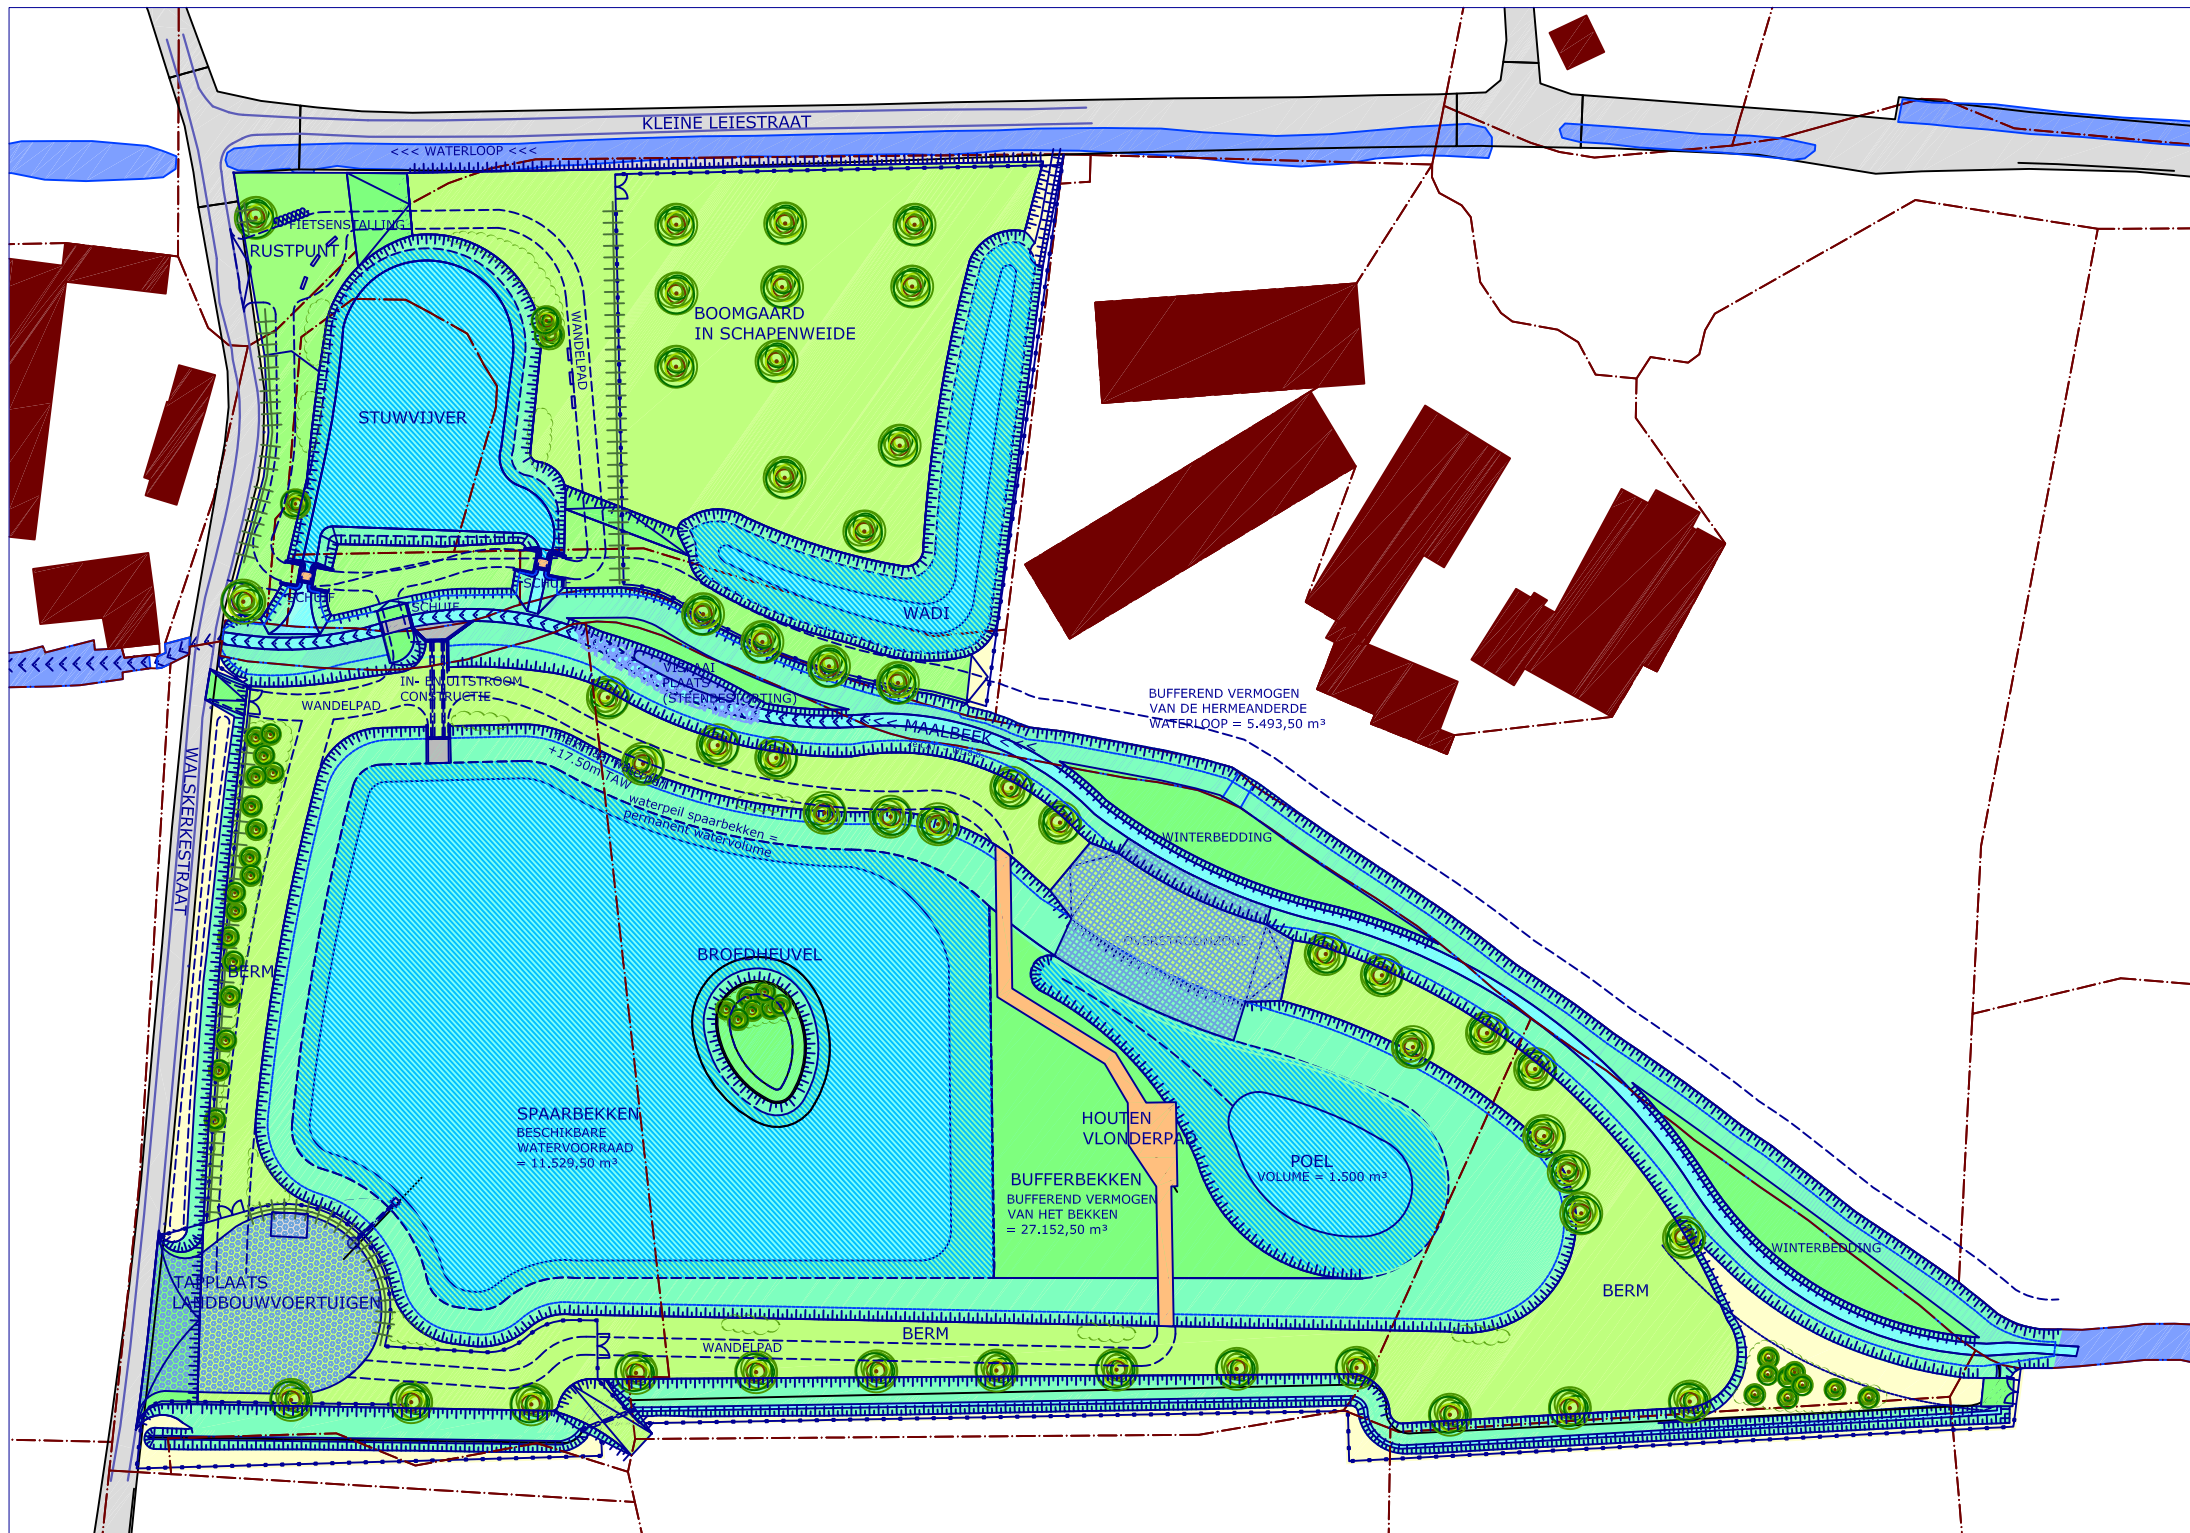 KLEINE LEIESTRAAT
<<< WATERLOOP <<<
FIETSENSTALLING
RUSTPUNT
WANDELPAD
BOOMGAARD
IN SCHAPENWEIDE
STUWVIJVER
SCHUIF
SCHUIF
SCHUIF
WADI
VISPAAI
PLAATS
(STEENBESTORTING)
IN- EN UITSTROOM
CONSTRUCTIE
WANDELPAD
BUFFEREND VERMOGEN
VAN DE HERMEANDERDE
WATERLOOP = 5.493,50 m³
<<< MAALBEEK <<<
+17.50m TAW
waterpeil spaarbekken =
permanent watervolume
WALSKERKESTRAAT
WINTERBEDDING
OVERSTROOMZONE
BROEDHEUVEL
BERM
SPAARBEKKEN
BESCHIKBARE
WATERVOORRAAD
= 11.529,50 m³
HOUTEN
VLONDERPAD
POEL
VOLUME = 1.500 m³
BUFFERBEKKEN
BUFFEREND VERMOGEN
VAN HET BEKKEN
= 27.152,50 m³
WINTERBEDDING
TAPPLAATS
LANDBOUWVOERTUIGEN
BERM
BERM
WANDELPAD